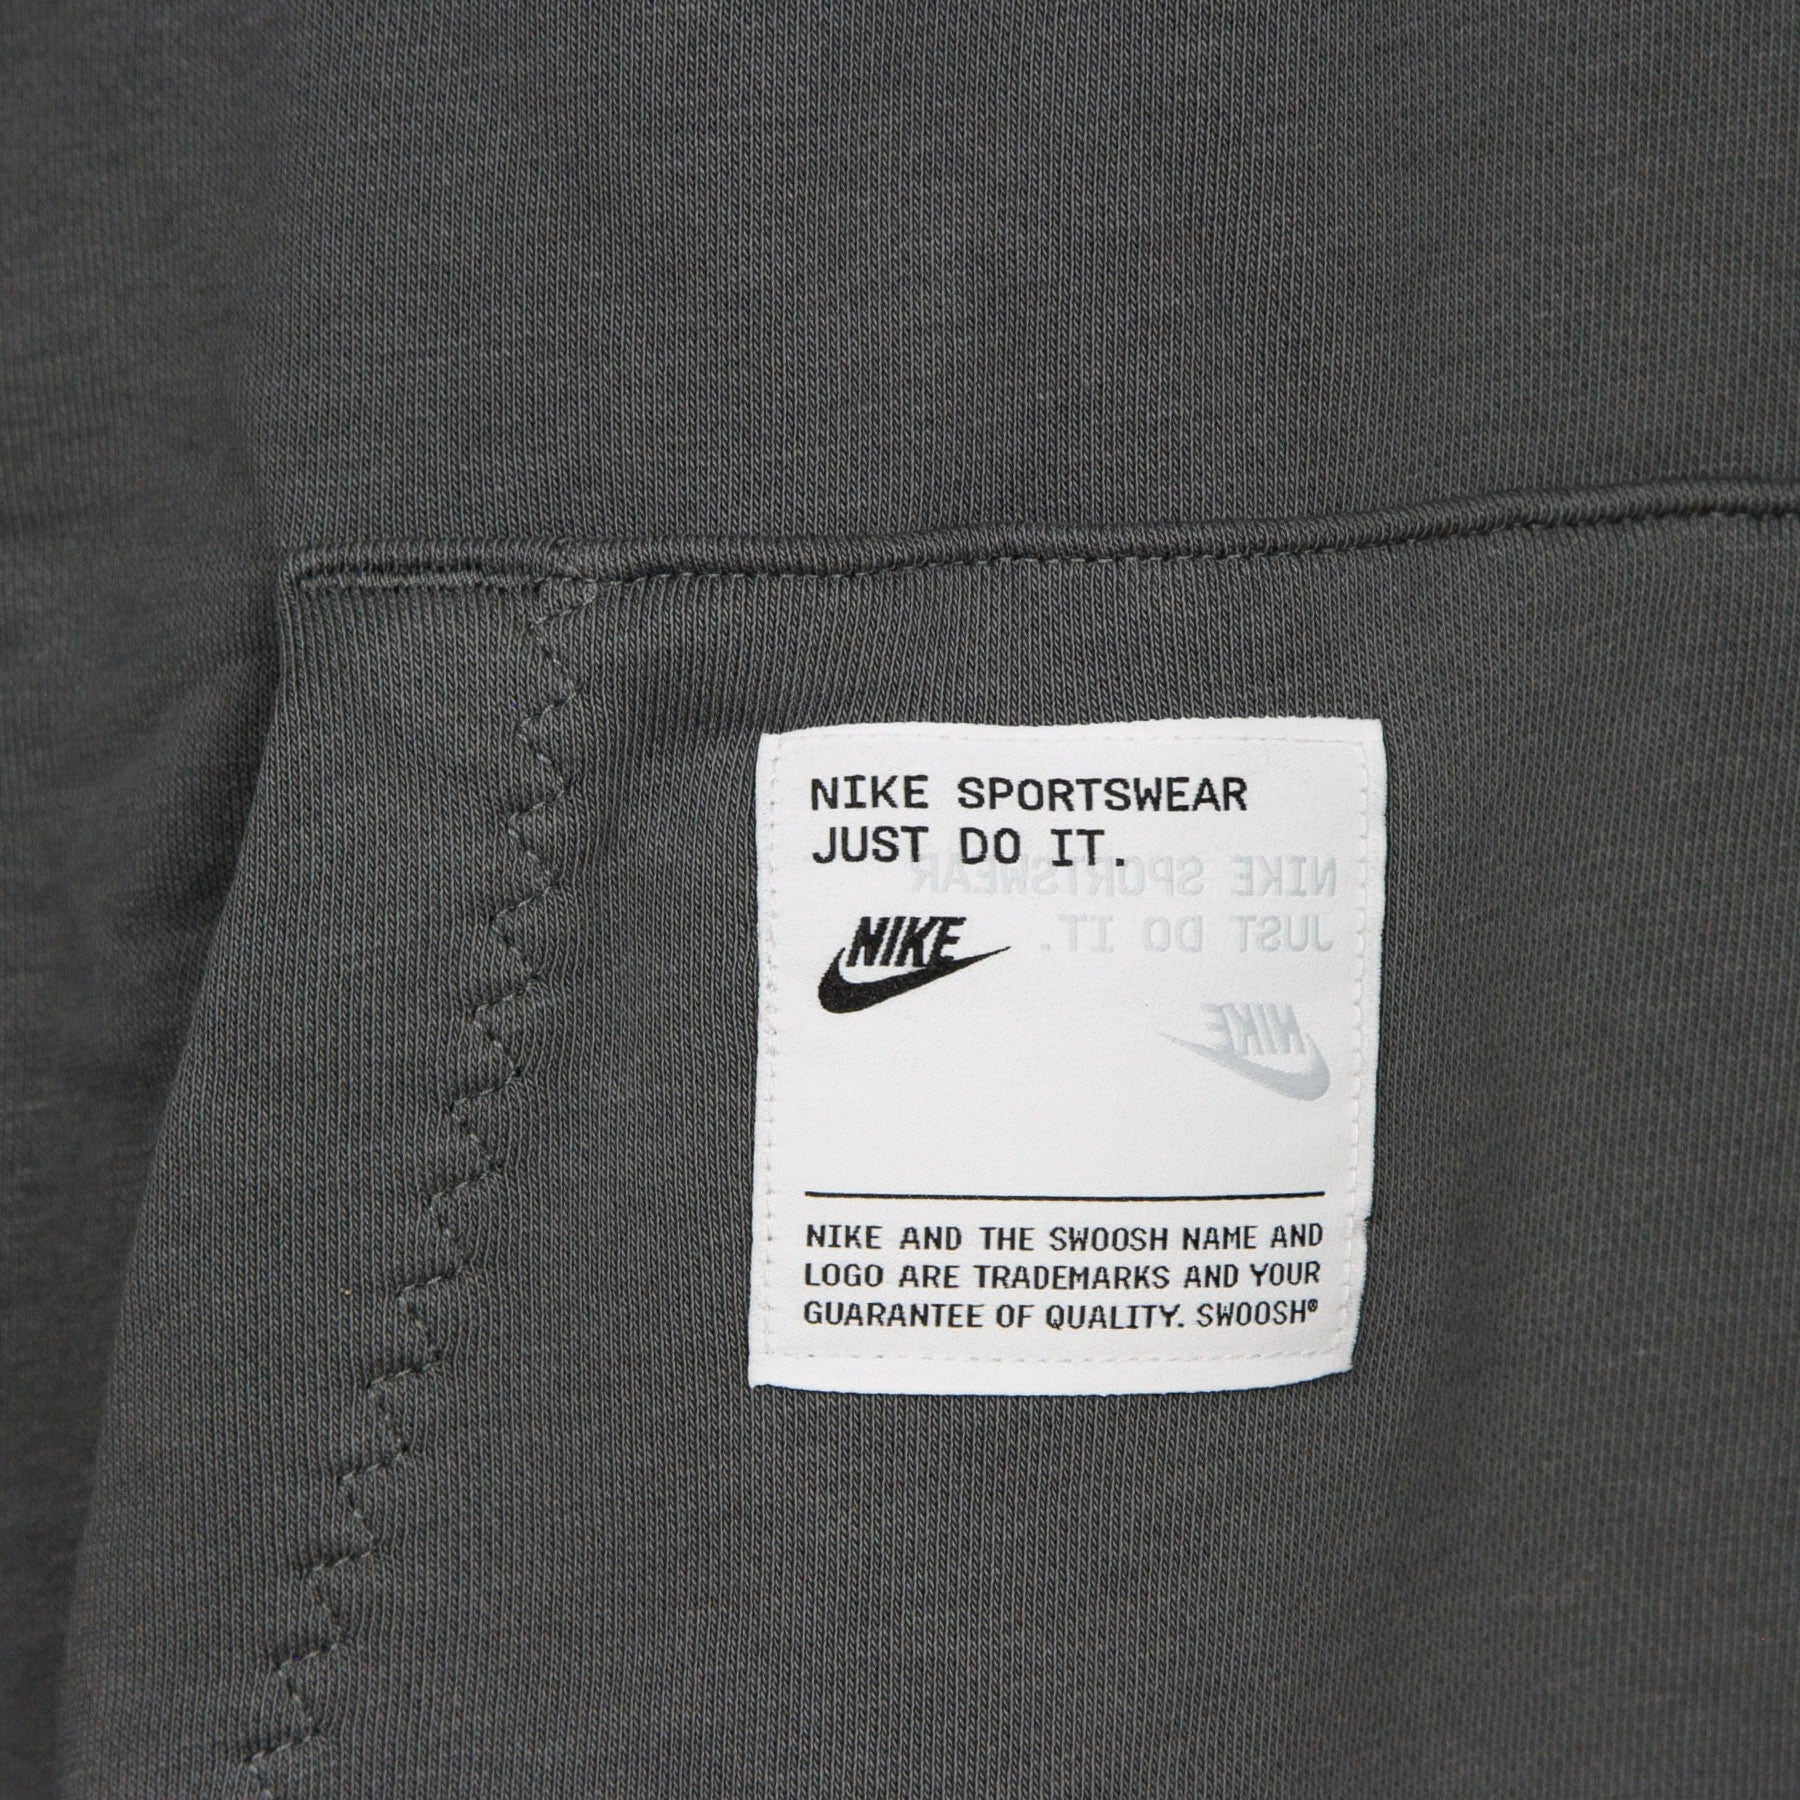 NIKE SPORTSWEAR
JUST DO IT.
NIKE SPORTSWEAR
JUST DO IT.
NIKE
NIKE
NIKE AND THE SWOOSH NAME AND
LOGO ARE TRADEMARKS AND YOUR
GUARANTEE OF QUALITY. SWOOSH®